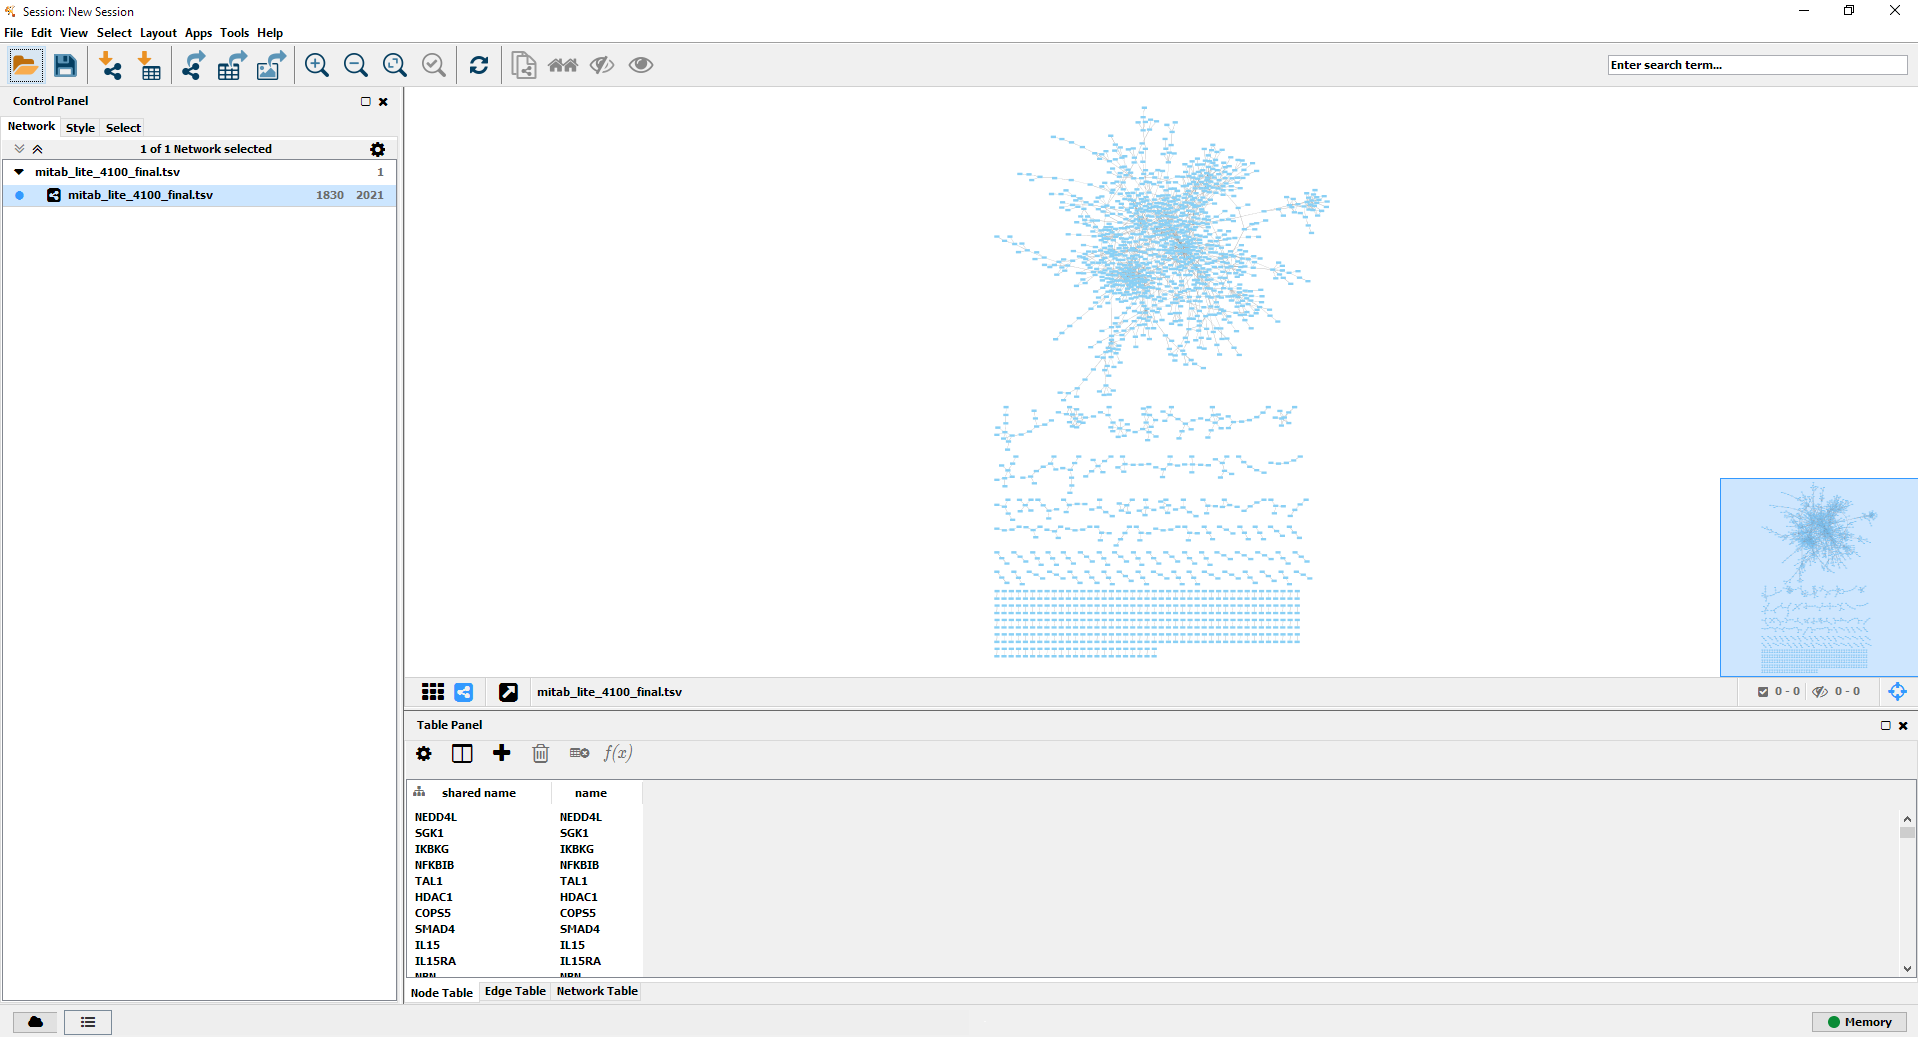 Session: New Session
File Edit View Select Layout Apps Tools Help
Enter search term...
Control Panel
Network Style Select
1 of 1 Network selected
mitab_lite_4100_final.tsv 1
mitab_lite_4100_final.tsv 1830 2021
mitab_lite_4100_final.tsv
0 - 0 0 - 0
Table Panel
f(x)
shared name name
NEDD4L NEDD4L
SGK1 SGK1
IKBKG IKBKG
NFKBIB NFKBIB
TAL1 TAL1
HDAC1 HDAC1
COPS5 COPS5
SMAD4 SMAD4
IL15 IL15
IL15RA IL15RA
NBN NBN
Node Table Edge Table Network Table
Memory